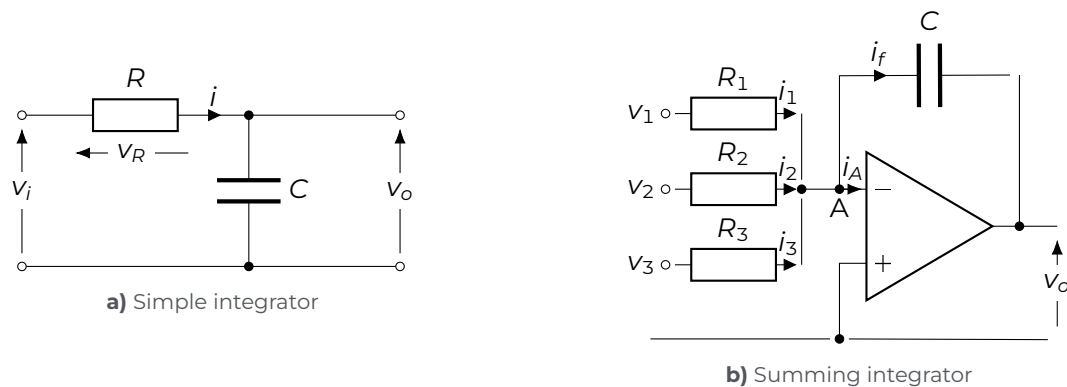 R
i
v_R
v_i
C
v_o
a) Simple integrator
C
i_f
R_1
i_1
v_1
R_2
i_2
i_A
v_2
A
−
R_3
i_3
v_3
+
v_o
b) Summing integrator